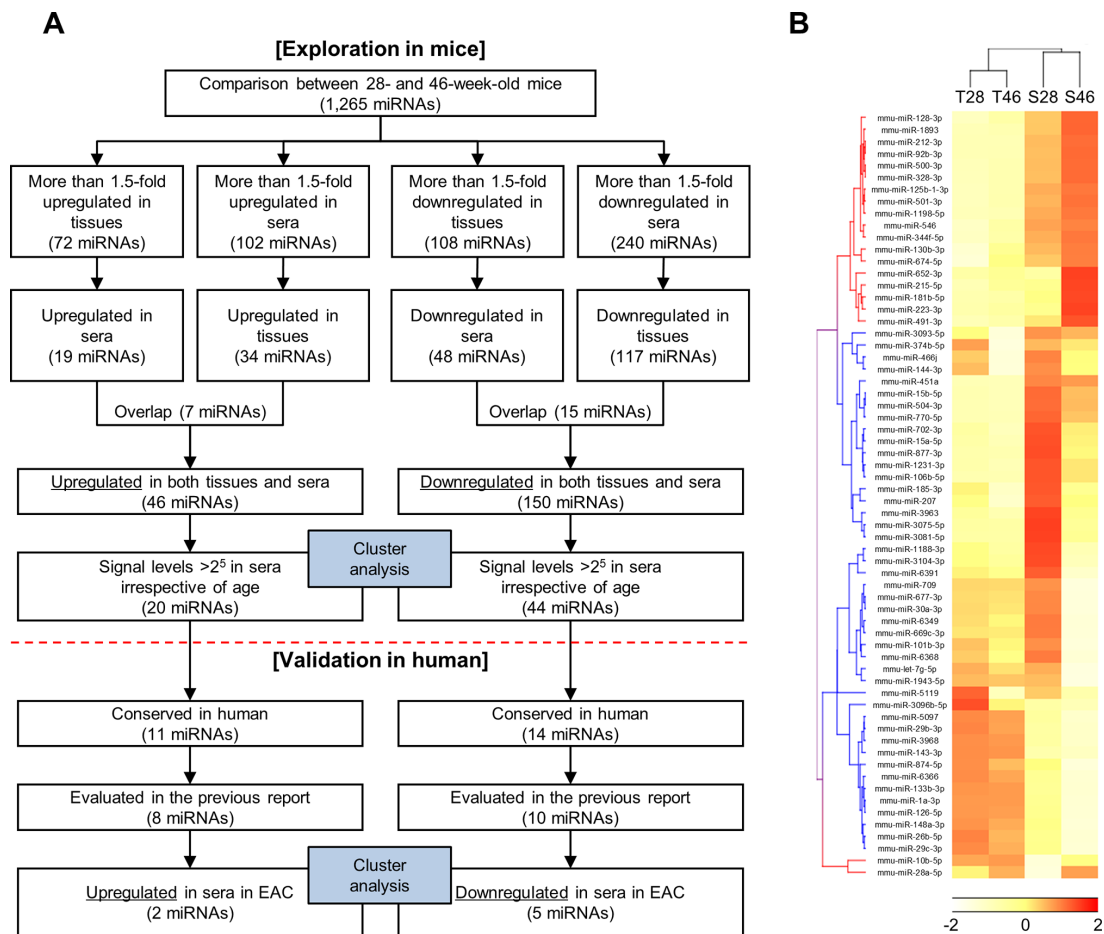 A
[Exploration in mice]
Comparison between 28- and 46-week-old mice
(1,265 miRNAs)
More than 1.5-fold
upregulated in
tissues
(72 miRNAs)
More than 1.5-fold
upregulated in
sera
(102 miRNAs)
More than 1.5-fold
downregulated in
tissues
(108 miRNAs)
More than 1.5-fold
downregulated in
sera
(240 miRNAs)
Upregulated in
sera
(19 miRNAs)
Upregulated in
tissues
(34 miRNAs)
Downregulated in
sera
(48 miRNAs)
Downregulated in
tissues
(117 miRNAs)
Overlap (7 miRNAs)
Overlap (15 miRNAs)
Upregulated in both tissues and sera
(46 miRNAs)
Downregulated in both tissues and sera
(150 miRNAs)
Cluster
analysis
Signal levels >2⁵ in sera
irrespective of age
(20 miRNAs)
Signal levels >2⁵ in sera
irrespective of age
(44 miRNAs)
[Validation in human]
Conserved in human
(11 miRNAs)
Conserved in human
(14 miRNAs)
Evaluated in the previous report
(8 miRNAs)
Evaluated in the previous report
(10 miRNAs)
Cluster
analysis
Upregulated in sera in EAC
(2 miRNAs)
Downregulated in sera in EAC
(5 miRNAs)
B
T28 T46 S28 S46
mmu-miR-128-3p
mmu-miR-1893
mmu-miR-212-3p
mmu-miR-92b-3p
mmu-miR-500-3p
mmu-miR-328-3p
mmu-miR-125b-1-3p
mmu-miR-501-3p
mmu-miR-1198-5p
mmu-miR-546
mmu-miR-344f-5p
mmu-miR-130b-3p
mmu-miR-674-5p
mmu-miR-652-3p
mmu-miR-215-5p
mmu-miR-181b-5p
mmu-miR-223-3p
mmu-miR-491-3p
mmu-miR-3093-5p
mmu-miR-374b-5p
mmu-miR-466j
mmu-miR-144-3p
mmu-miR-451a
mmu-miR-15b-5p
mmu-miR-504-3p
mmu-miR-770-5p
mmu-miR-702-3p
mmu-miR-15a-5p
mmu-miR-877-3p
mmu-miR-1231-3p
mmu-miR-106b-5p
mmu-miR-185-3p
mmu-miR-207
mmu-miR-3963
mmu-miR-3075-5p
mmu-miR-3081-5p
mmu-miR-1188-3p
mmu-miR-3104-3p
mmu-miR-6391
mmu-miR-709
mmu-miR-677-3p
mmu-miR-30a-3p
mmu-miR-6349
mmu-miR-669c-3p
mmu-miR-101b-3p
mmu-miR-6368
mmu-let-7g-5p
mmu-miR-1943-5p
mmu-miR-5119
mmu-miR-3096b-5p
mmu-miR-5097
mmu-miR-29b-3p
mmu-miR-3968
mmu-miR-143-3p
mmu-miR-874-5p
mmu-miR-6366
mmu-miR-133b-3p
mmu-miR-1a-3p
mmu-miR-126-5p
mmu-miR-148a-3p
mmu-miR-26b-5p
mmu-miR-29c-3p
mmu-miR-10b-5p
mmu-miR-28a-5p
-2 0 2